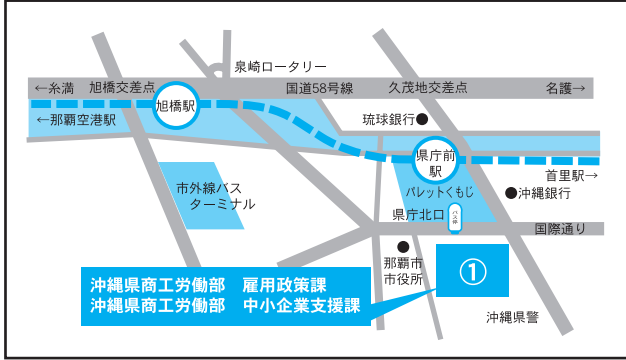 泉崎ロータリー
←糸満
旭橋交差点
国道58号線
久茂地交差点
名護→
旭橋駅
←那覇空港駅
琉球銀行
県庁前
駅
首里駅→
市外線バス
ターミナル
パレットくもじ
沖縄銀行
県庁北口
バス停
国際通り
那覇市
市役所
①
沖縄県商工労働部　雇用政策課
沖縄県商工労働部　中小企業支援課
沖縄県警